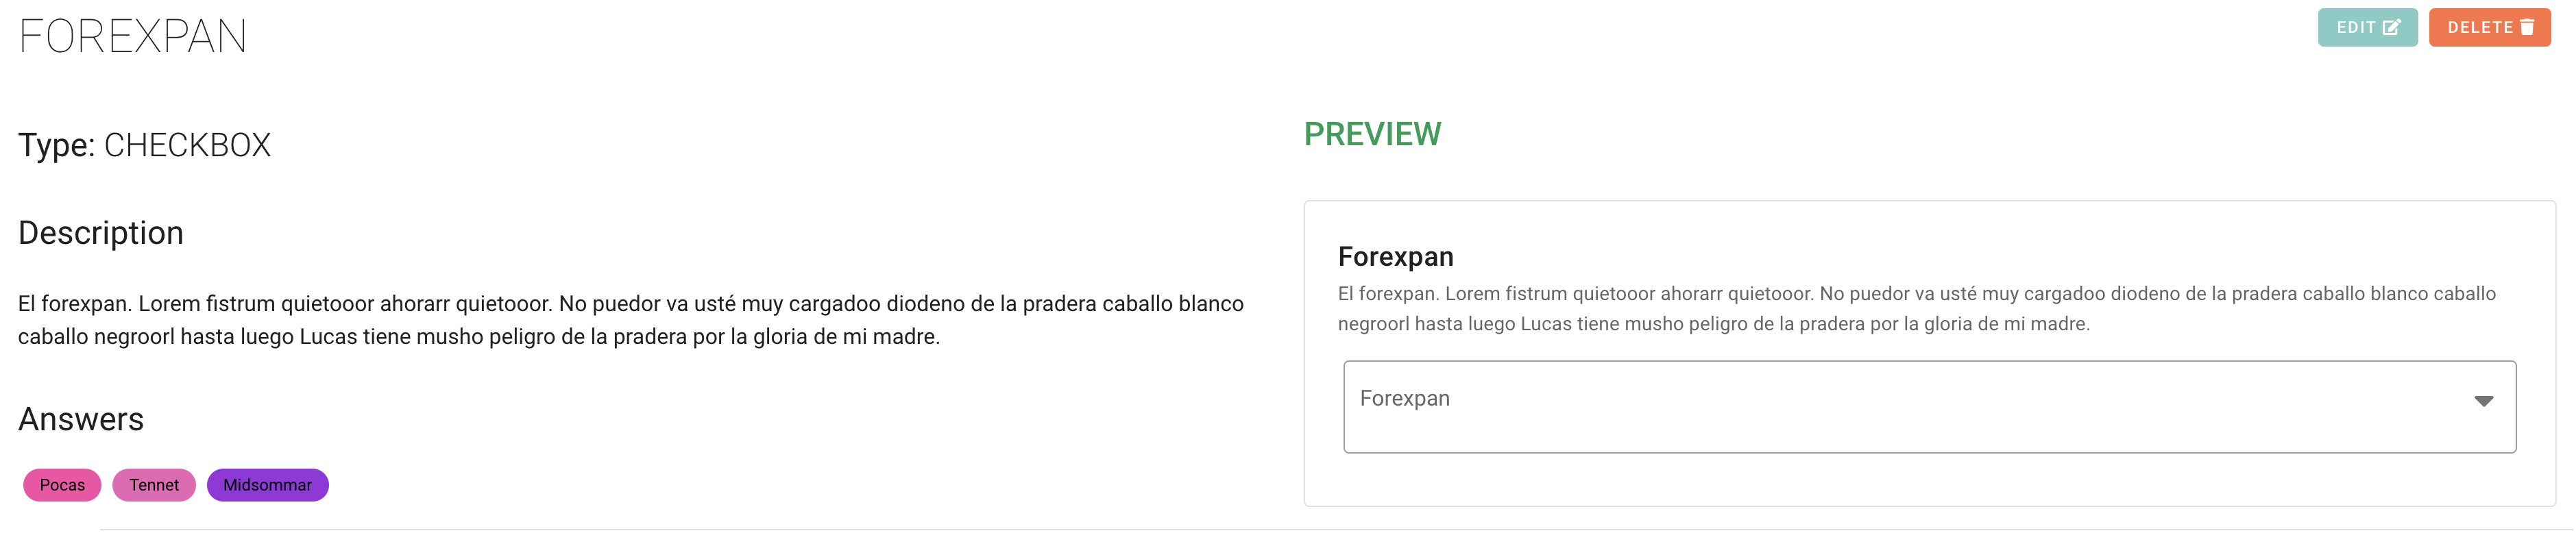 FOREXPAN
EDIT
DELETE
Type: CHECKBOX
Description
El forexpan. Lorem fistrum quietooor ahorarr quietooor. No puedor va usté muy cargadoo diodeno de la pradera caballo blanco
caballo negroorl hasta luego Lucas tiene musho peligro de la pradera por la gloria de mi madre.
Answers
Pocas
Tennet
Midsommar
PREVIEW
Forexpan
El forexpan. Lorem fistrum quietooor ahorarr quietooor. No puedor va usté muy cargadoo diodeno de la pradera caballo blanco caballo
negroorl hasta luego Lucas tiene musho peligro de la pradera por la gloria de mi madre.
Forexpan